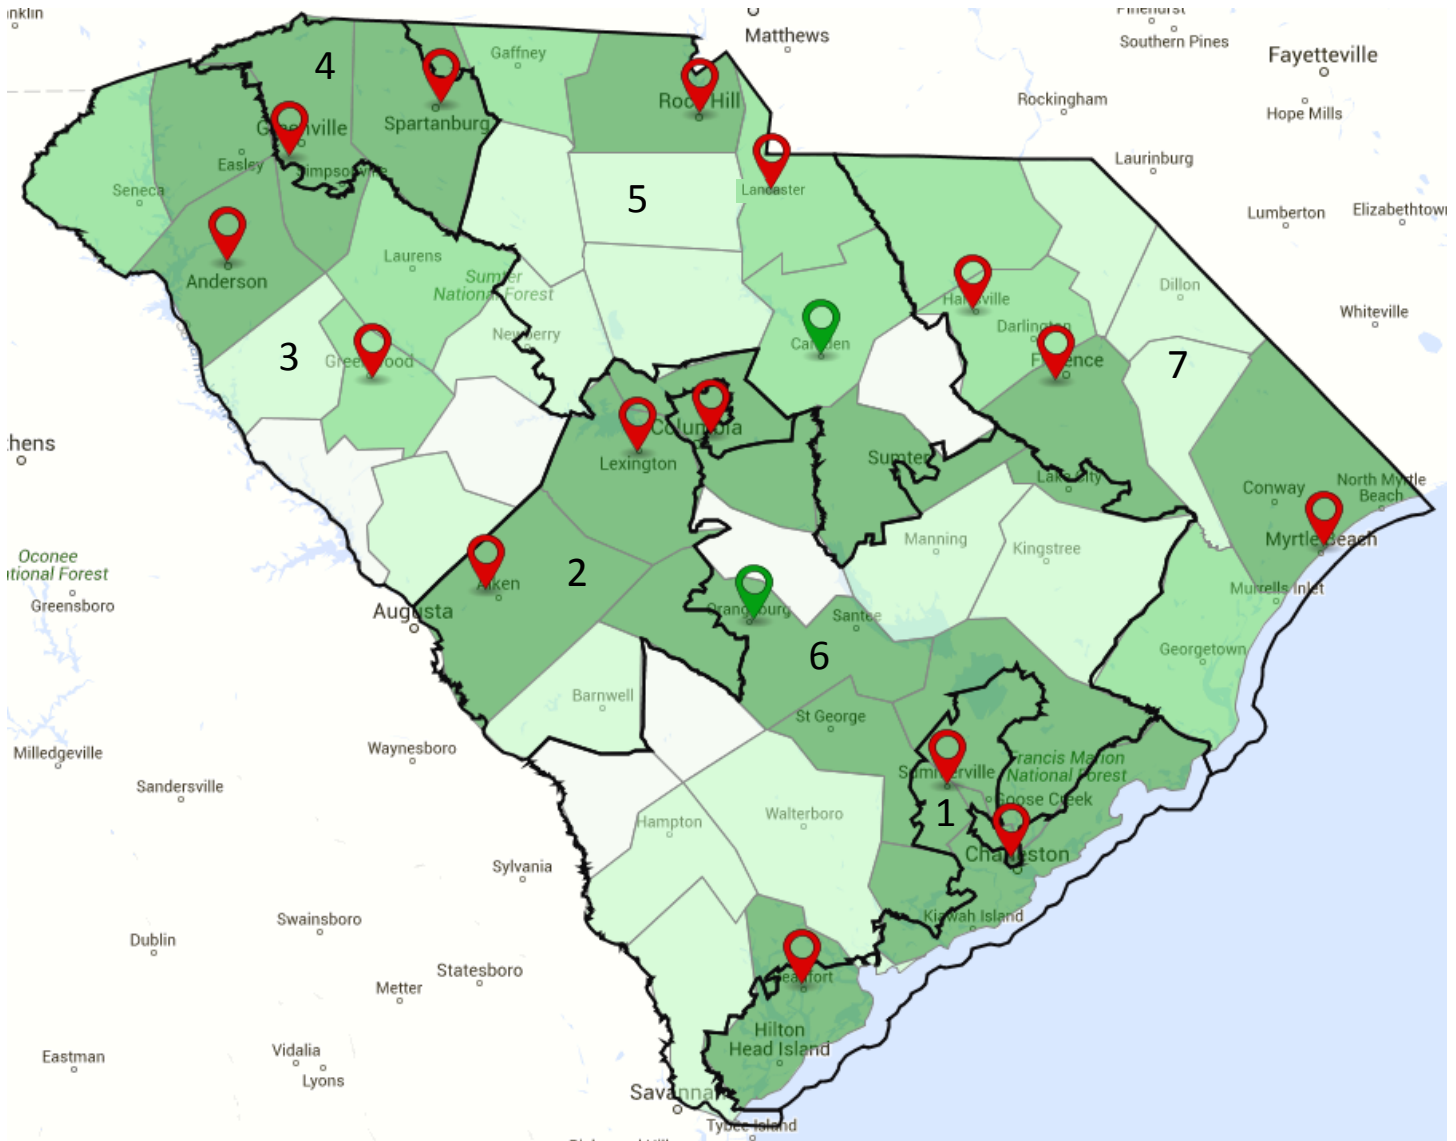 nklin
Matthews
Pinehurst
Southern Pines
Fayetteville
Gaffney
4
Rock Hill
Rockingham
Hope Mills
Greenville
Spartanburg
Easley
Simpsonville
Laurinburg
Seneca
Lancaster
5
Lumberton
Elizabethtown
Laurens
Anderson
Sumter
National Forest
Hartsville
Dillon
Whiteville
Newberry
Darlington
Camden
3
Greenwood
Florence
7
thens
Columbia
Lexington
Sumter
Lake City
Conway
North Myrtle
Beach
Manning
Kingstree
Myrtle Beach
Oconee
ational Forest
Greensboro
2
Aiken
Augusta
Orangeburg
Santee
Murrells Inlet
6
Georgetown
Barnwell
St George
Milledgeville
Waynesboro
Sandersville
Francis Marion
National Forest
Summerville
Goose Creek
1
Hampton
Walterboro
Charleston
Sylvania
Swainsboro
Kiawah Island
Dublin
Statesboro
Metter
Beaufort
Hilton
Head Island
Eastman
Vidalia
Lyons
Savannah
Tybee Island